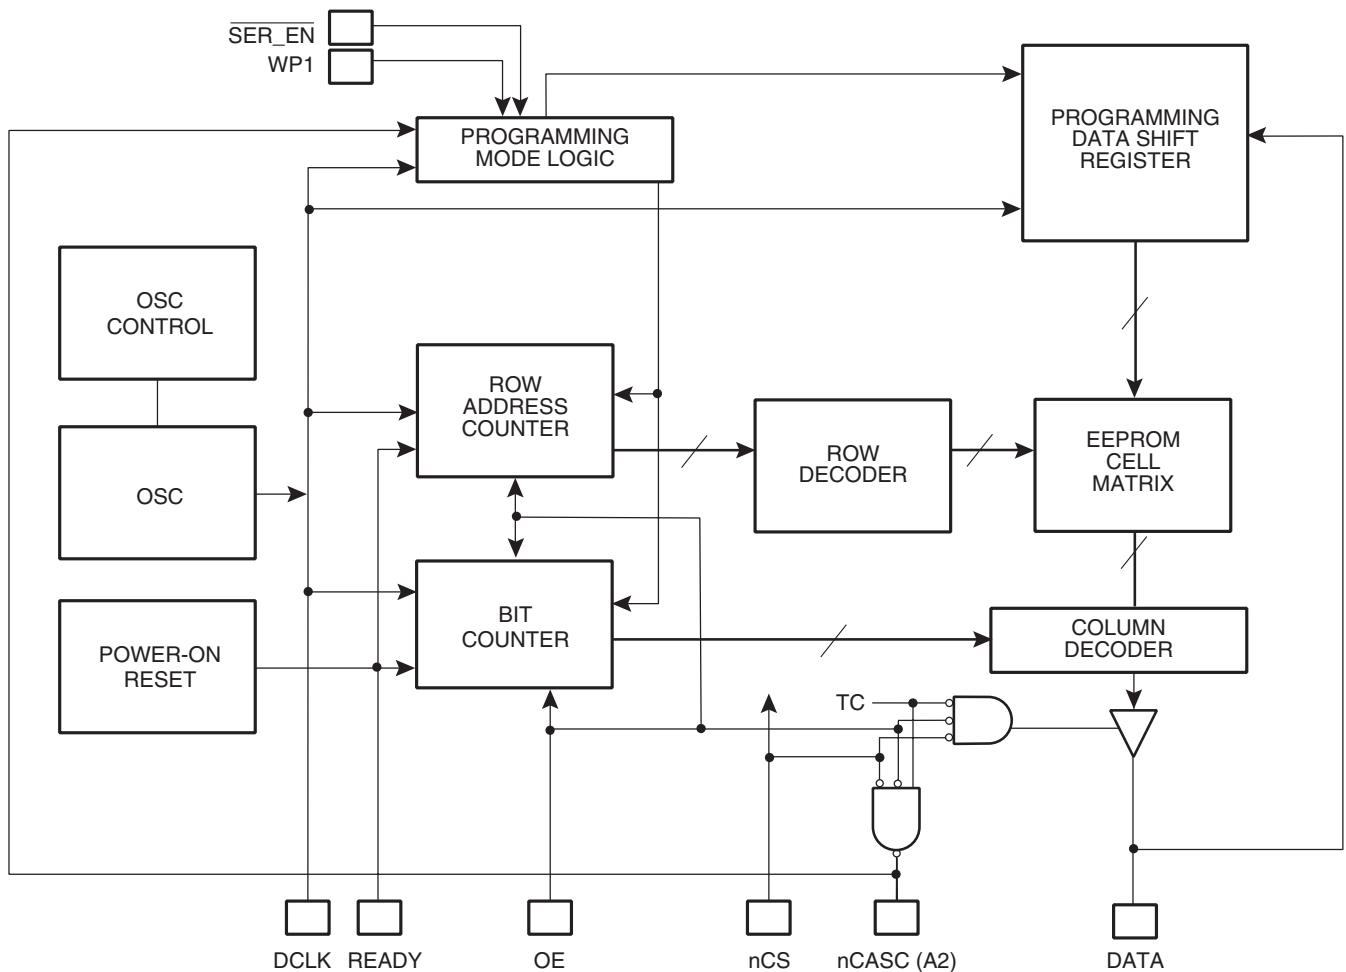 SER_EN
WP1
PROGRAMMING
MODE LOGIC
PROGRAMMING
DATA SHIFT
REGISTER
OSC
CONTROL
ROW
ADDRESS
COUNTER
ROW
DECODER
EEPROM
CELL
MATRIX
OSC
BIT
COUNTER
COLUMN
DECODER
POWER-ON
RESET
TC
DCLK
READY
OE
nCS
nCASC (A2)
DATA